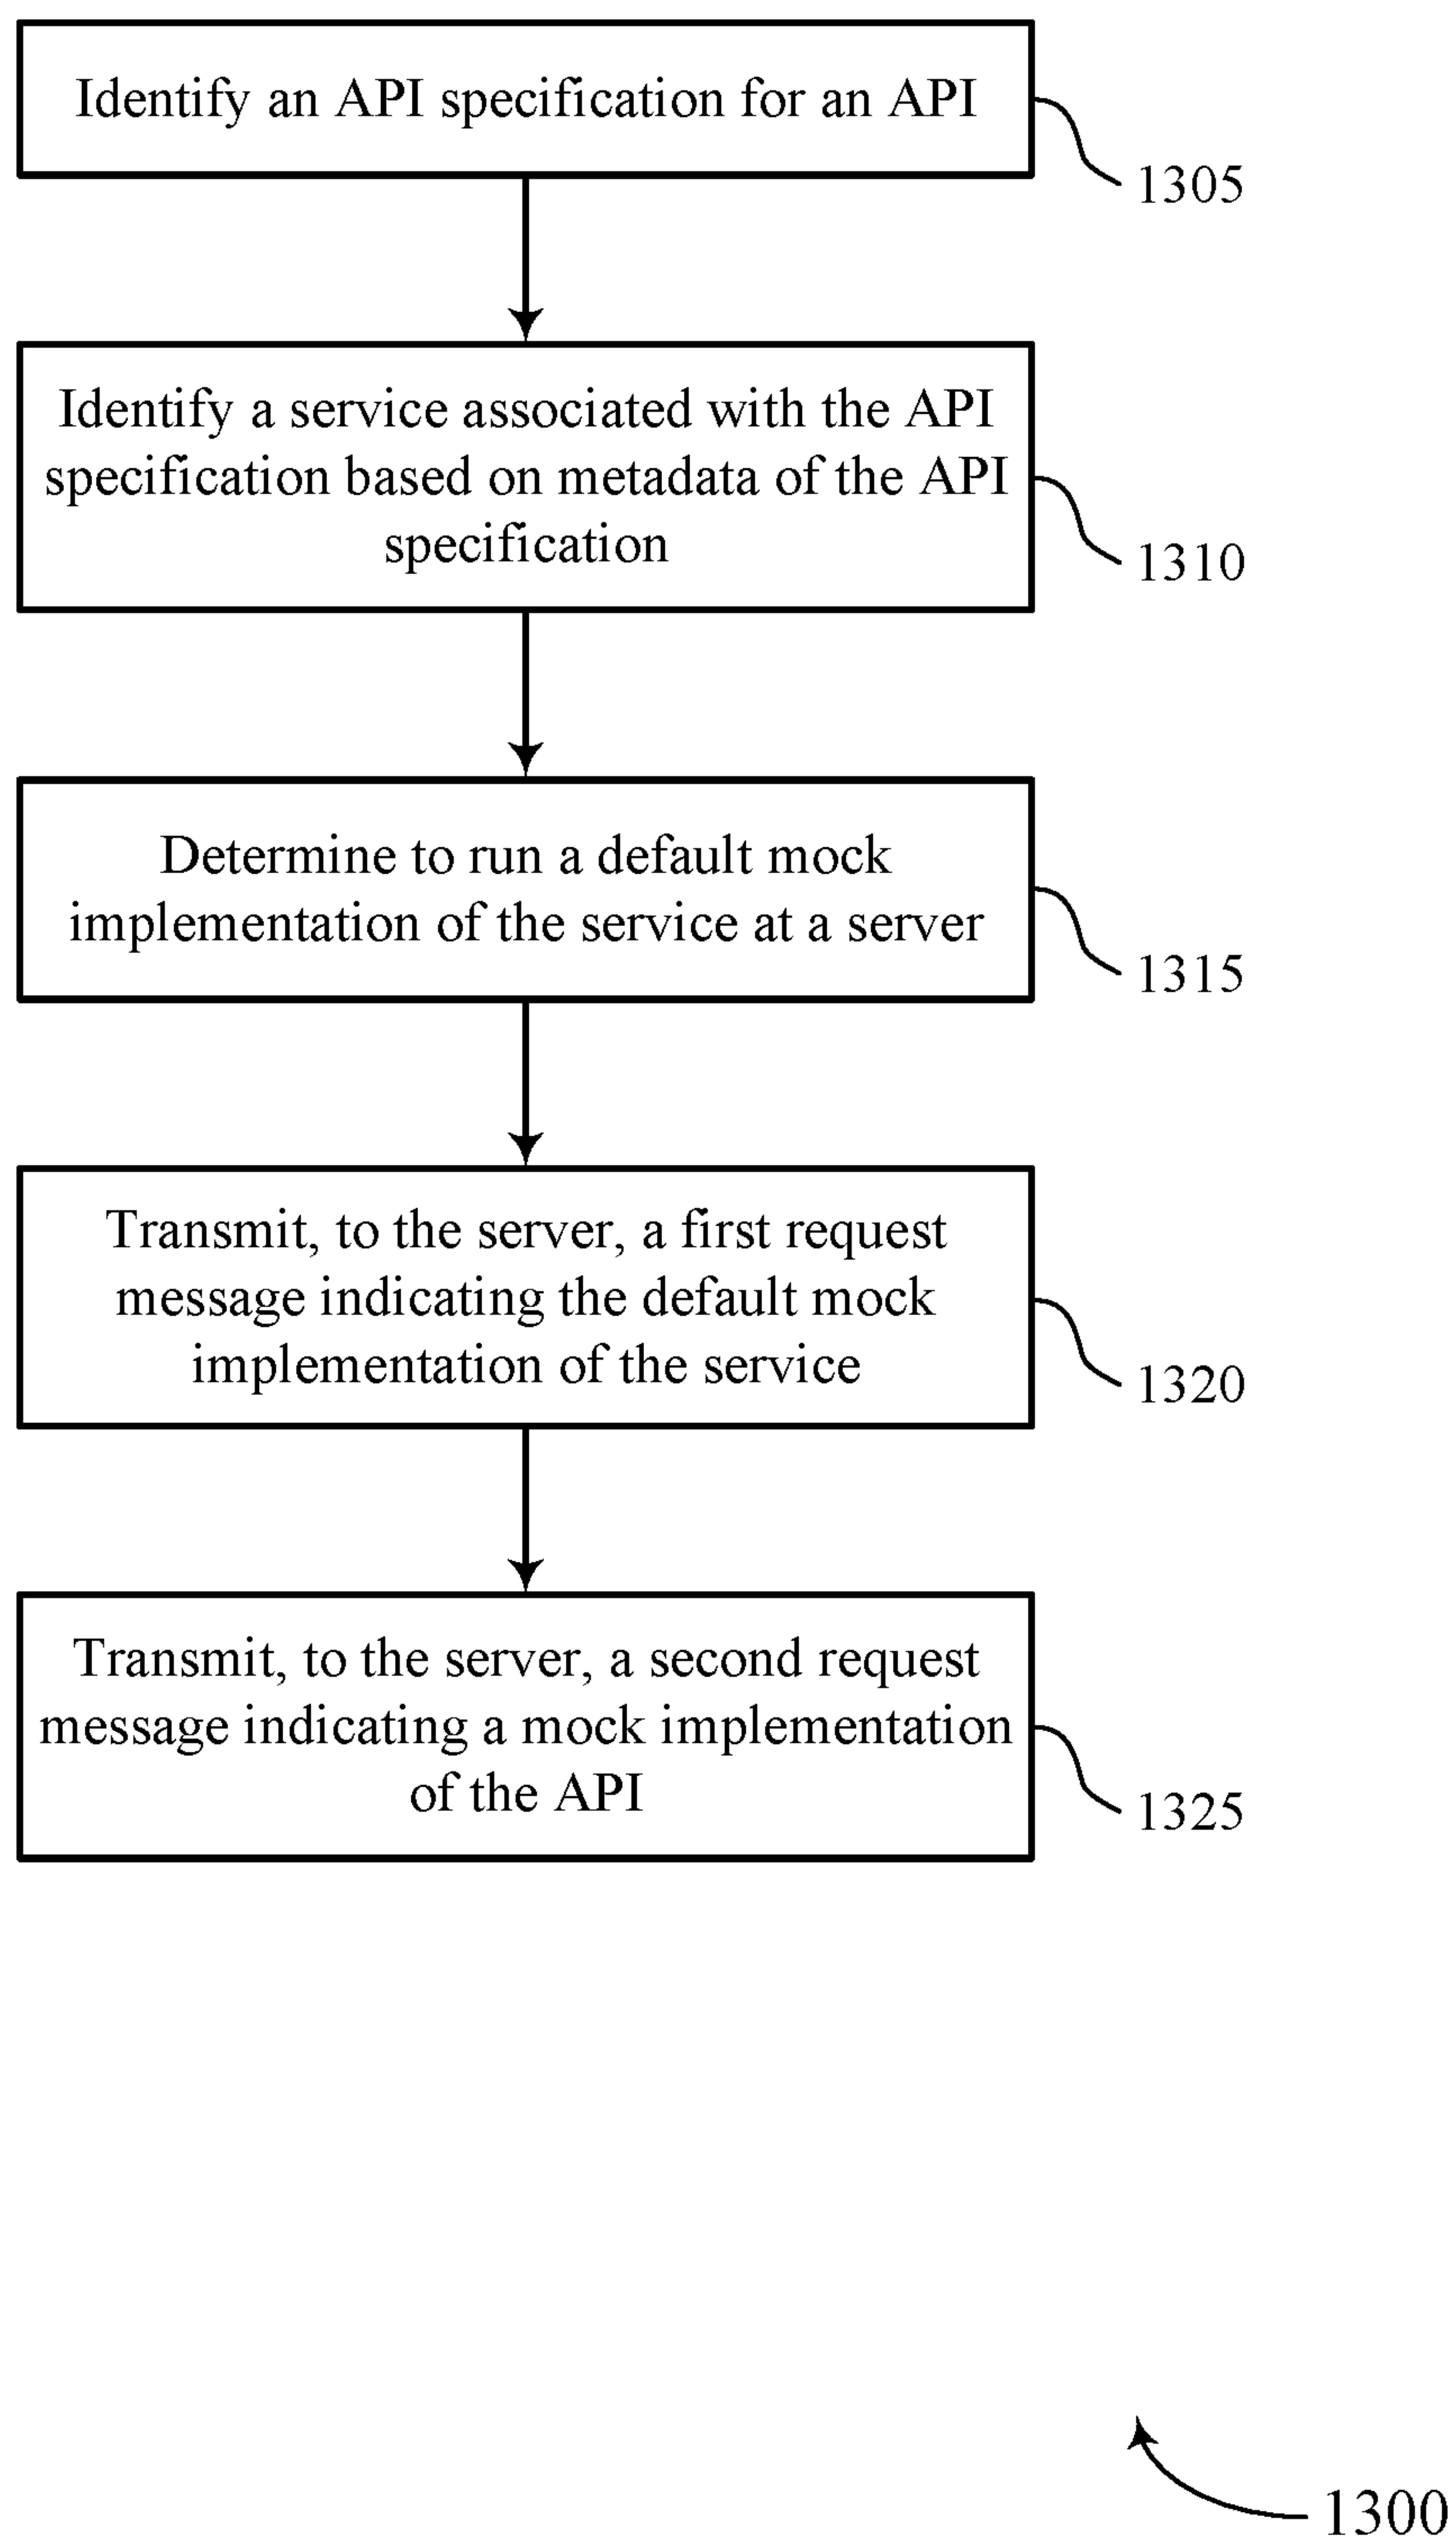 Identify an API specification for an API
1305
Identify a service associated with the API
specification based on metadata of the API
specification
1310
Determine to run a default mock
implementation of the service at a server
1315
Transmit, to the server, a first request
message indicating the default mock
implementation of the service
1320
Transmit, to the server, a second request
message indicating a mock implementation
of the API
1325
1300